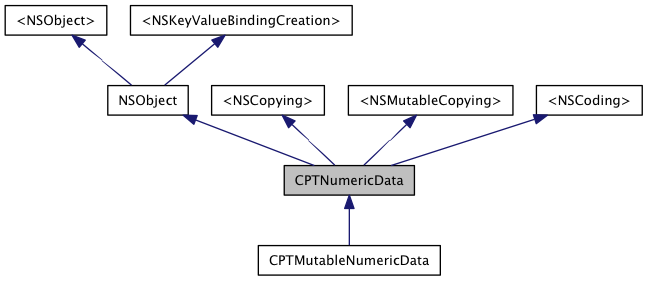 <NSObject>
<NSKeyValueBindingCreation>
NSObject
<NSCopying>
<NSMutableCopying>
<NSCoding>
CPTNumericData
CPTMutableNumericData